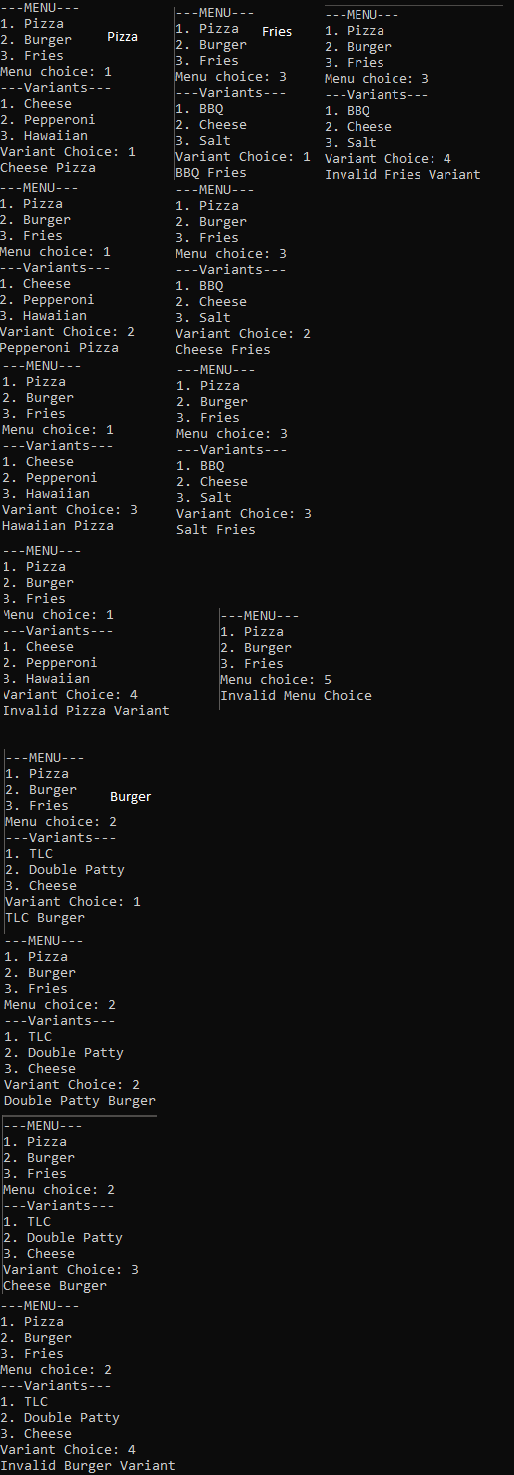 ---MENU---
1. Pizza
2. Burger
3. Fries
Menu choice: 1
---Variants---
1. Cheese
2. Pepperoni
3. Hawaiian
Variant Choice: 1
Cheese Pizza
Pizza
---MENU---
1. Pizza
2. Burger
3. Fries
Menu choice: 1
---Variants---
1. Cheese
2. Pepperoni
3. Hawaiian
Variant Choice: 2
Pepperoni Pizza
---MENU---
1. Pizza
2. Burger
3. Fries
Menu choice: 1
---Variants---
1. Cheese
2. Pepperoni
3. Hawaiian
Variant Choice: 3
Hawaiian Pizza
---MENU---
1. Pizza
2. Burger
3. Fries
Menu choice: 1
---Variants---
1. Cheese
2. Pepperoni
3. Hawaiian
Variant Choice: 4
Invalid Pizza Variant
---MENU---
1. Pizza
2. Burger
3. Fries
Menu choice: 3
---Variants---
1. BBQ
2. Cheese
3. Salt
Variant Choice: 1
BBQ Fries
Fries
---MENU---
1. Pizza
2. Burger
3. Fries
Menu choice: 3
---Variants---
1. BBQ
2. Cheese
3. Salt
Variant Choice: 2
Cheese Fries
---MENU---
1. Pizza
2. Burger
3. Fries
Menu choice: 3
---Variants---
1. BBQ
2. Cheese
3. Salt
Variant Choice: 3
Salt Fries
---MENU---
1. Pizza
2. Burger
3. Fries
Menu choice: 3
---Variants---
1. BBQ
2. Cheese
3. Salt
Variant Choice: 4
Invalid Fries Variant
---MENU---
1. Pizza
2. Burger
3. Fries
Menu choice: 5
Invalid Menu Choice
---MENU---
1. Pizza
2. Burger
3. Fries
Menu choice: 2
---Variants---
1. TLC
2. Double Patty
3. Cheese
Variant Choice: 1
TLC Burger
Burger
---MENU---
1. Pizza
2. Burger
3. Fries
Menu choice: 2
---Variants---
1. TLC
2. Double Patty
3. Cheese
Variant Choice: 2
Double Patty Burger
---MENU---
1. Pizza
2. Burger
3. Fries
Menu choice: 2
---Variants---
1. TLC
2. Double Patty
3. Cheese
Variant Choice: 3
Cheese Burger
---MENU---
1. Pizza
2. Burger
3. Fries
Menu choice: 2
---Variants---
1. TLC
2. Double Patty
3. Cheese
Variant Choice: 4
Invalid Burger Variant